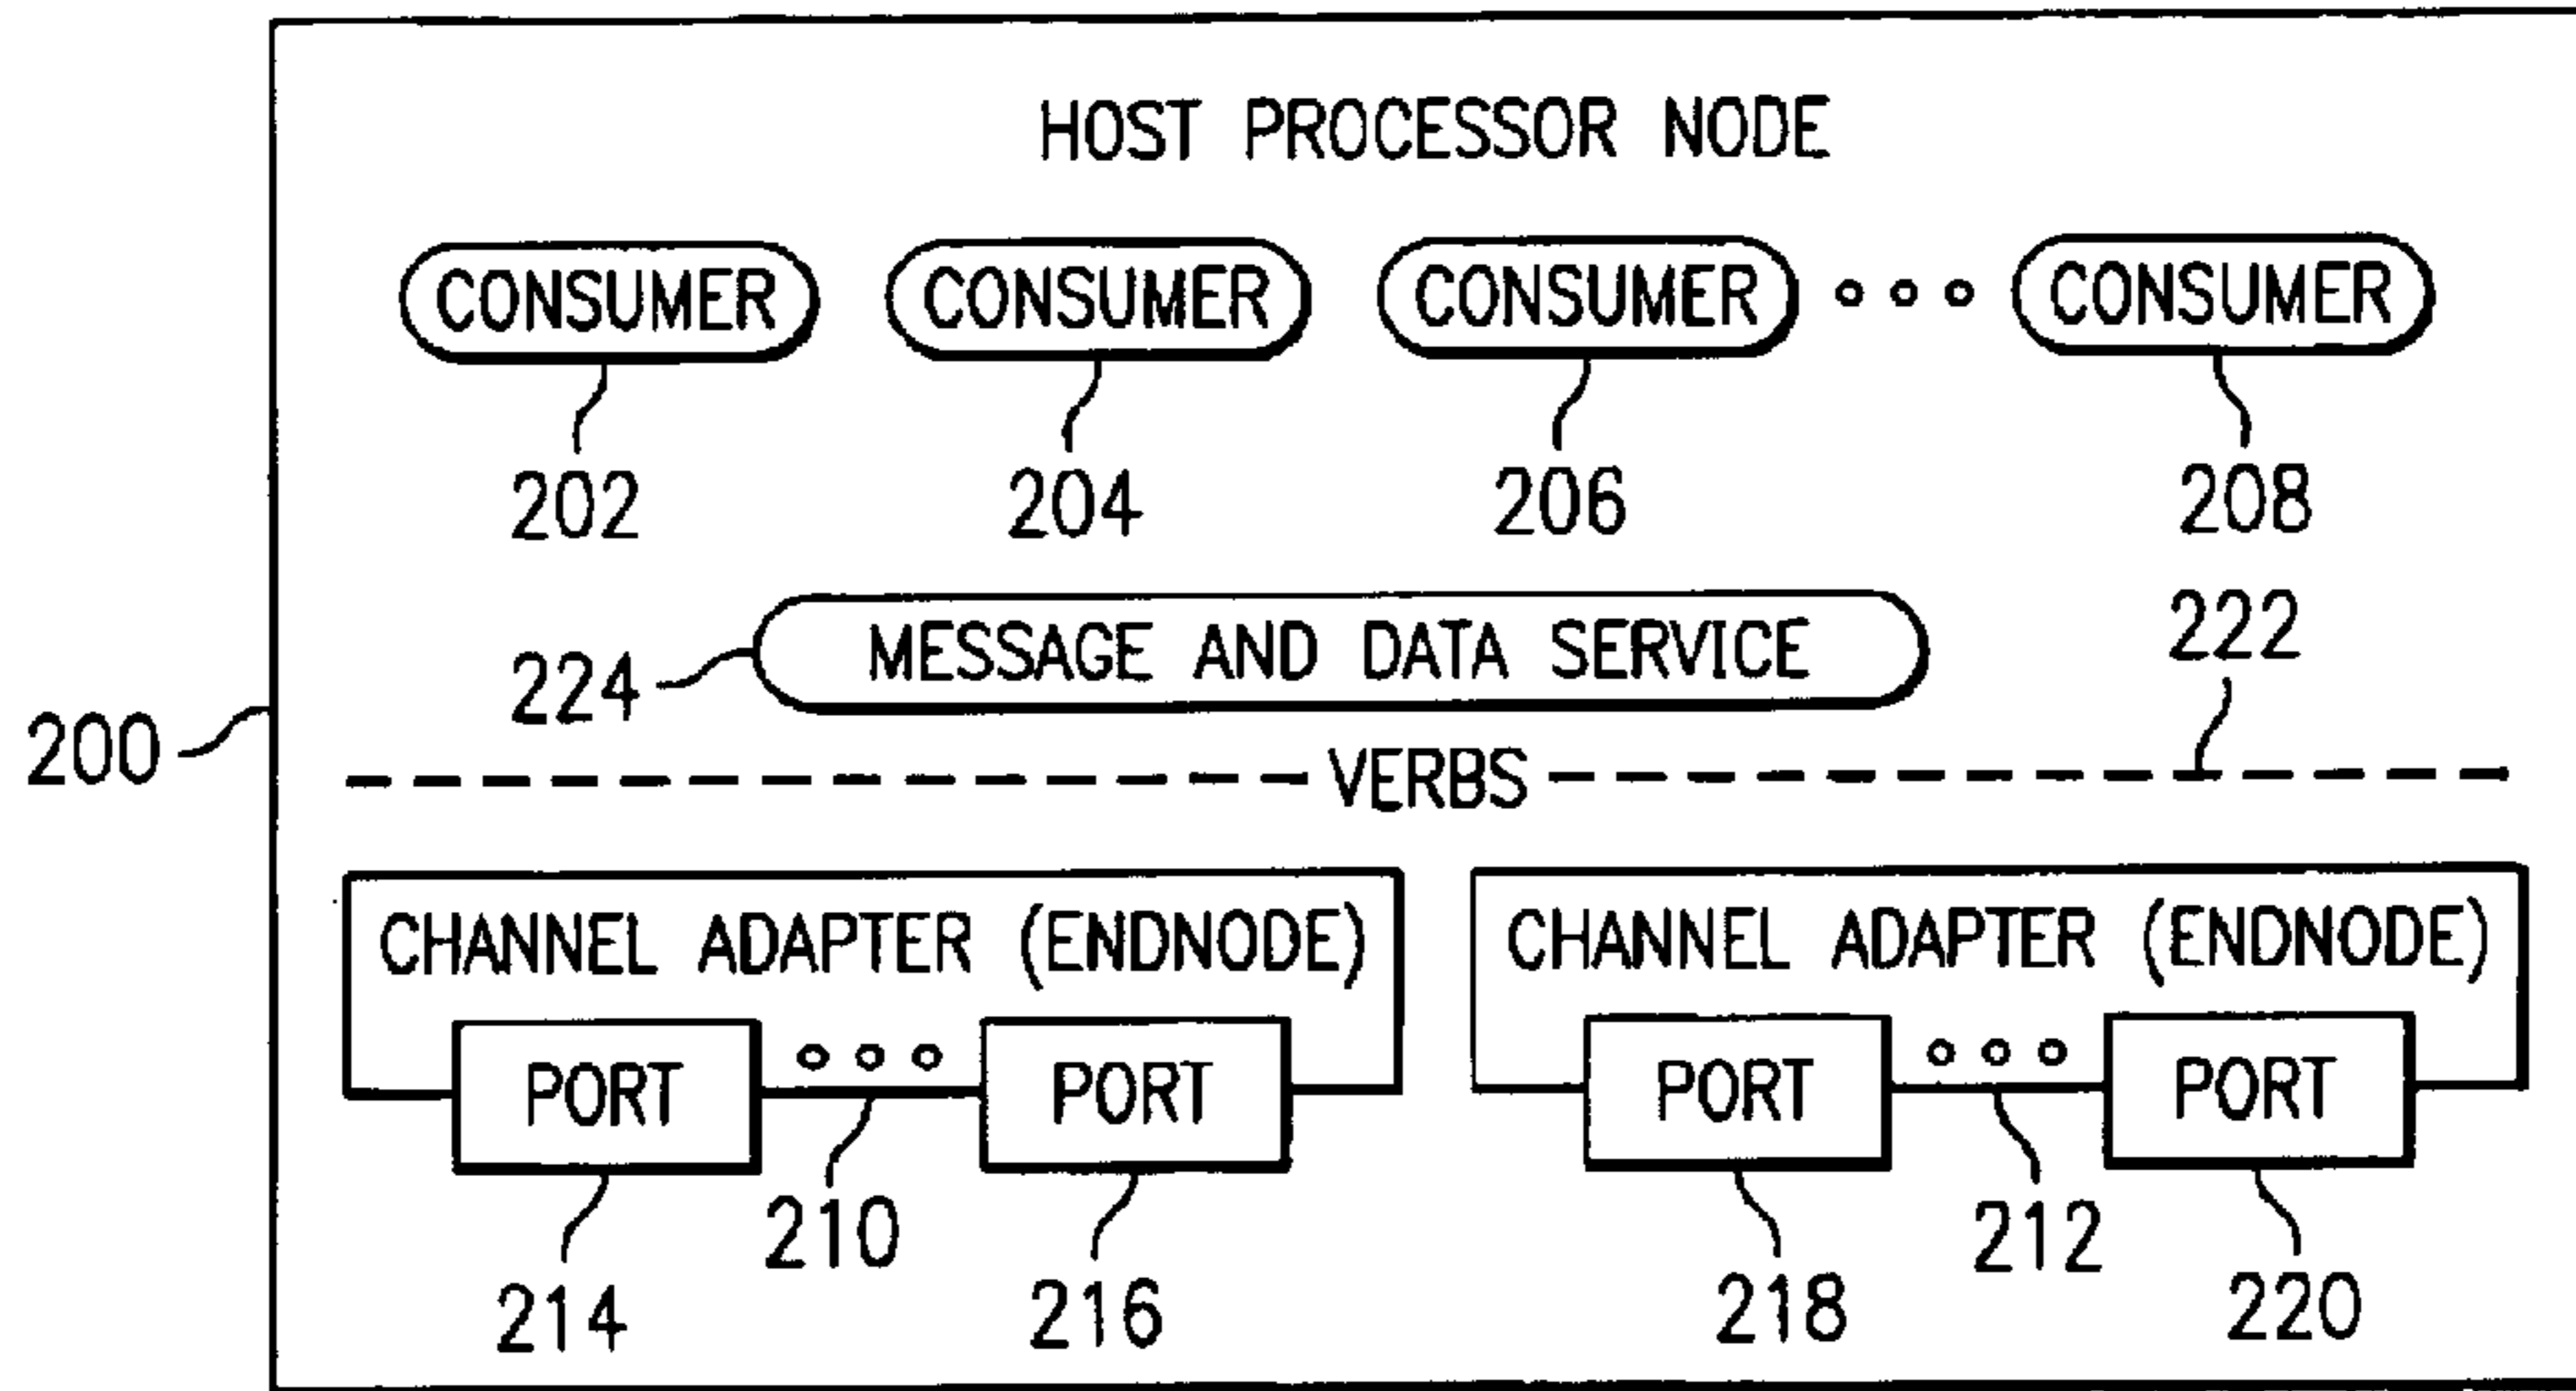 HOST PROCESSOR NODE
CONSUMER CONSUMER CONSUMER CONSUMER
202 204 206 208
MESSAGE AND DATA SERVICE
224
222
200
VERBS
CHANNEL ADAPTER (ENDNODE) CHANNEL ADAPTER (ENDNODE)
PORT PORT PORT PORT
210 212
214 216 218 220